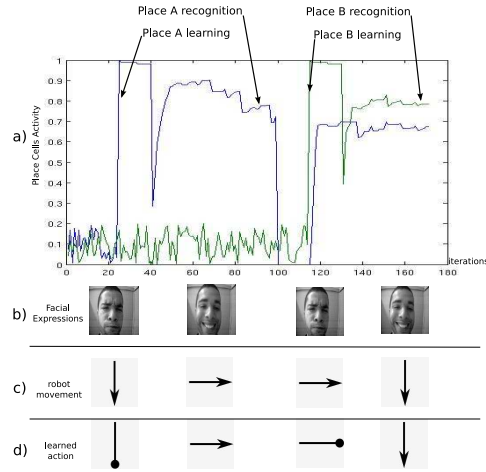 Place A recognition
Place B recognition
Place A learning
Place B learning
a)
Place Cells Activity
1
0.9
0.8
0.7
0.6
0.5
0.4
0.3
0.2
0.1
0
0 20 40 60 80 100 120 140 160 180
iterations
b) Facial
Expressions
c) robot
movement
d) learned
action